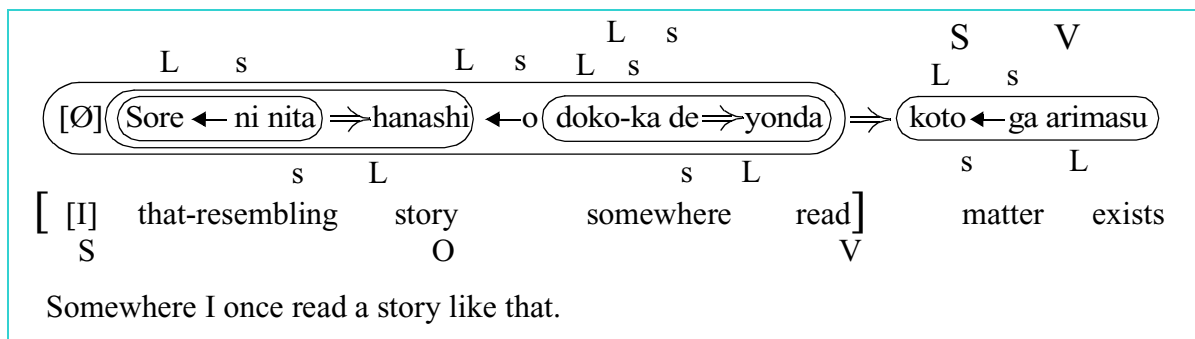 L s
S V
L s L s L s L s
[Ø] Sore ← ni nita ⇒ hanashi ← o doko-ka de ⇒ yonda ⇒ koto ← ga arimasu
s L s L s L
[ [I] that-resembling story somewhere read] matter exists
S O V
Somewhere I once read a story like that.